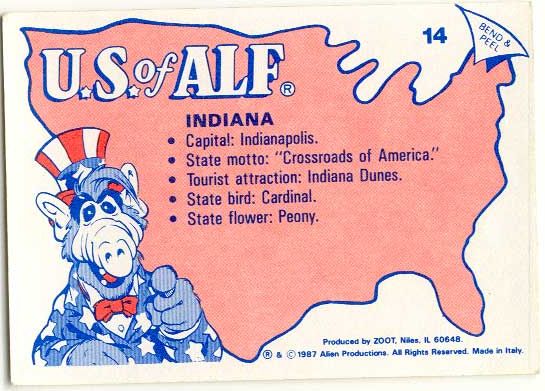 14
BEND &
PEEL
U.S. of ALF®
INDIANA
• Capital: Indianapolis.
• State motto: "Crossroads of America."
• Tourist attraction: Indiana Dunes.
• State bird: Cardinal.
• State flower: Peony.
Produced by ZOOT, Niles, IL 60648.
® & © 1987 Alien Productions. All Rights Reserved. Made in Italy.